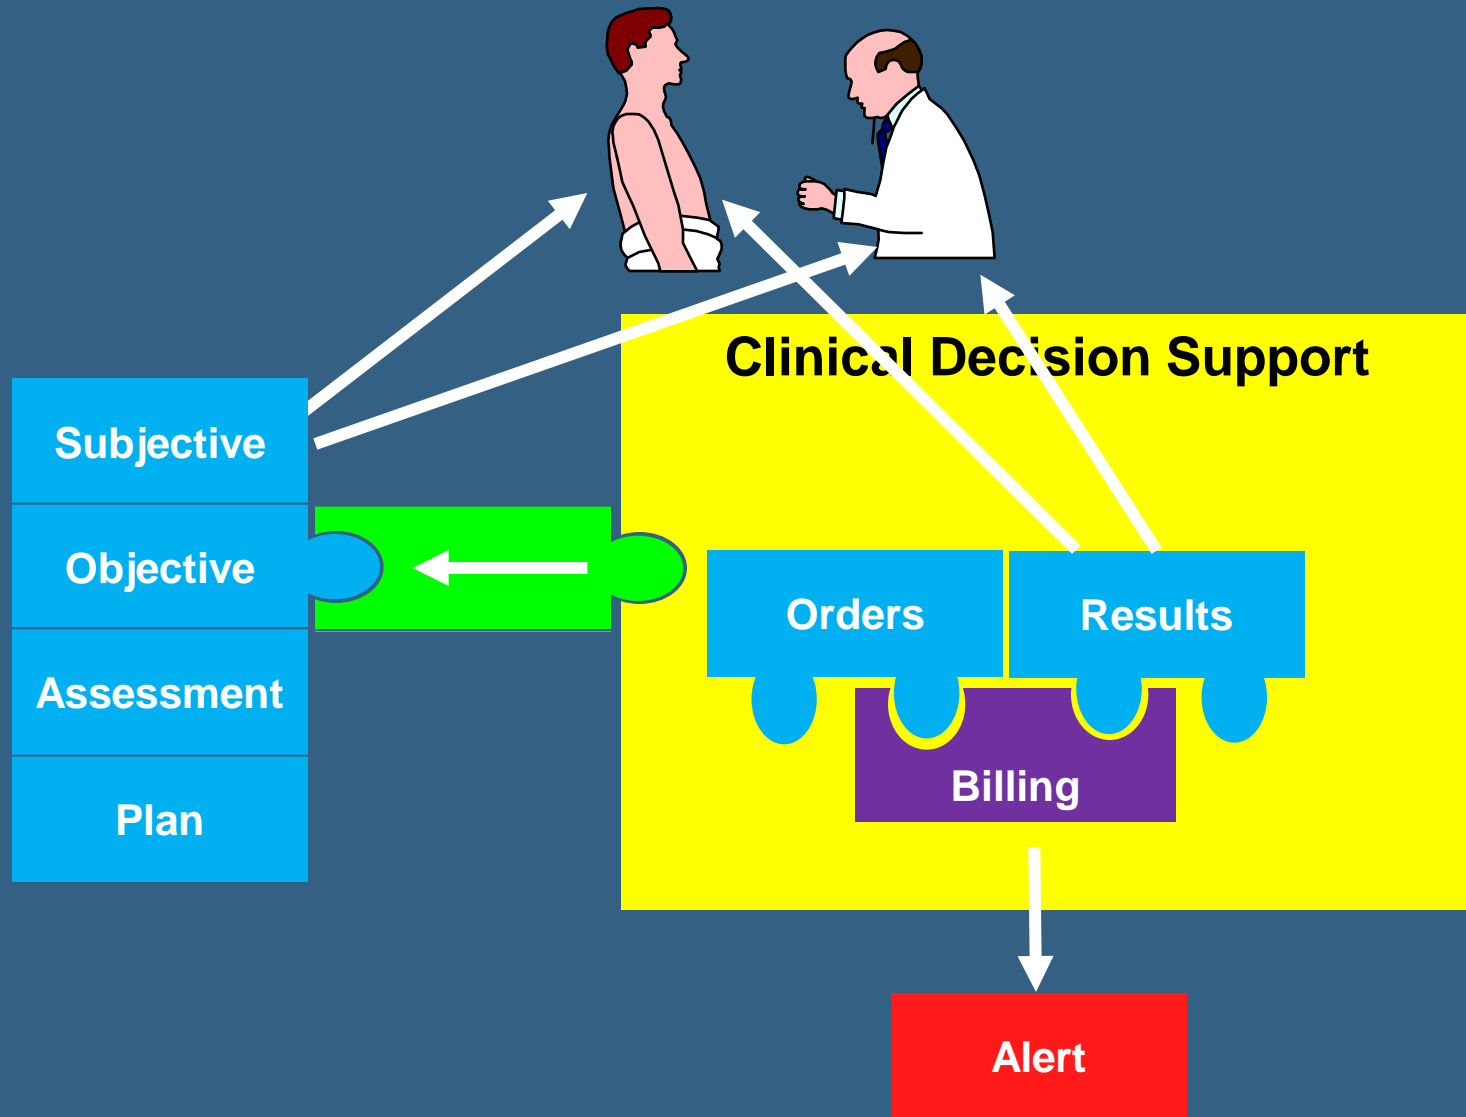 Clinical Decision Support
Subjective
Objective
Assessment
Plan
Orders
Results
Billing
Alert